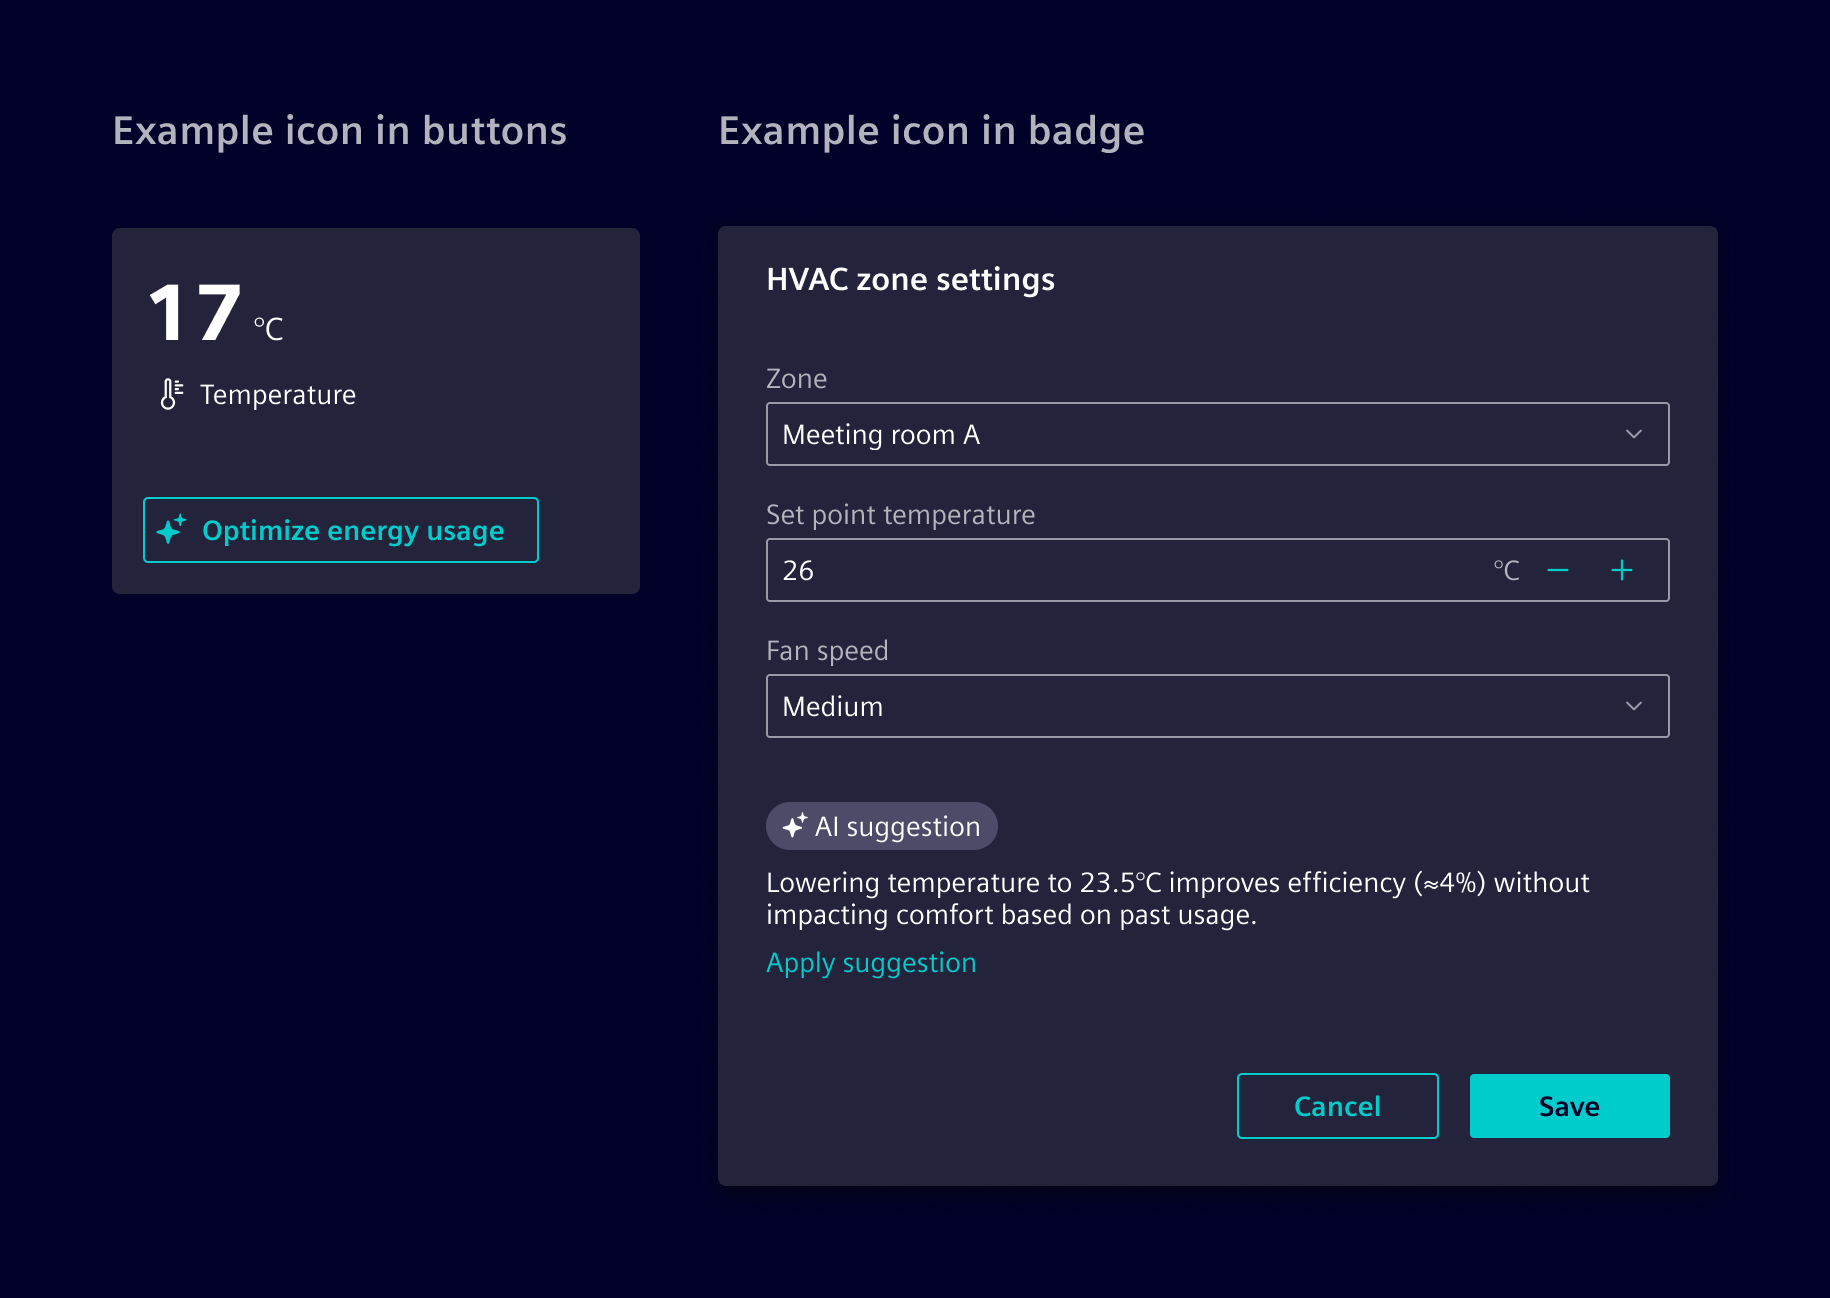 Example icon in buttons
17 °C
Temperature
Optimize energy usage
Example icon in badge
HVAC zone settings
Zone
Meeting room A
Set point temperature
26 °C
Fan speed
Medium
AI suggestion
Lowering temperature to 23.5°C improves efficiency (≈4%) without
impacting comfort based on past usage.
Apply suggestion
Cancel Save